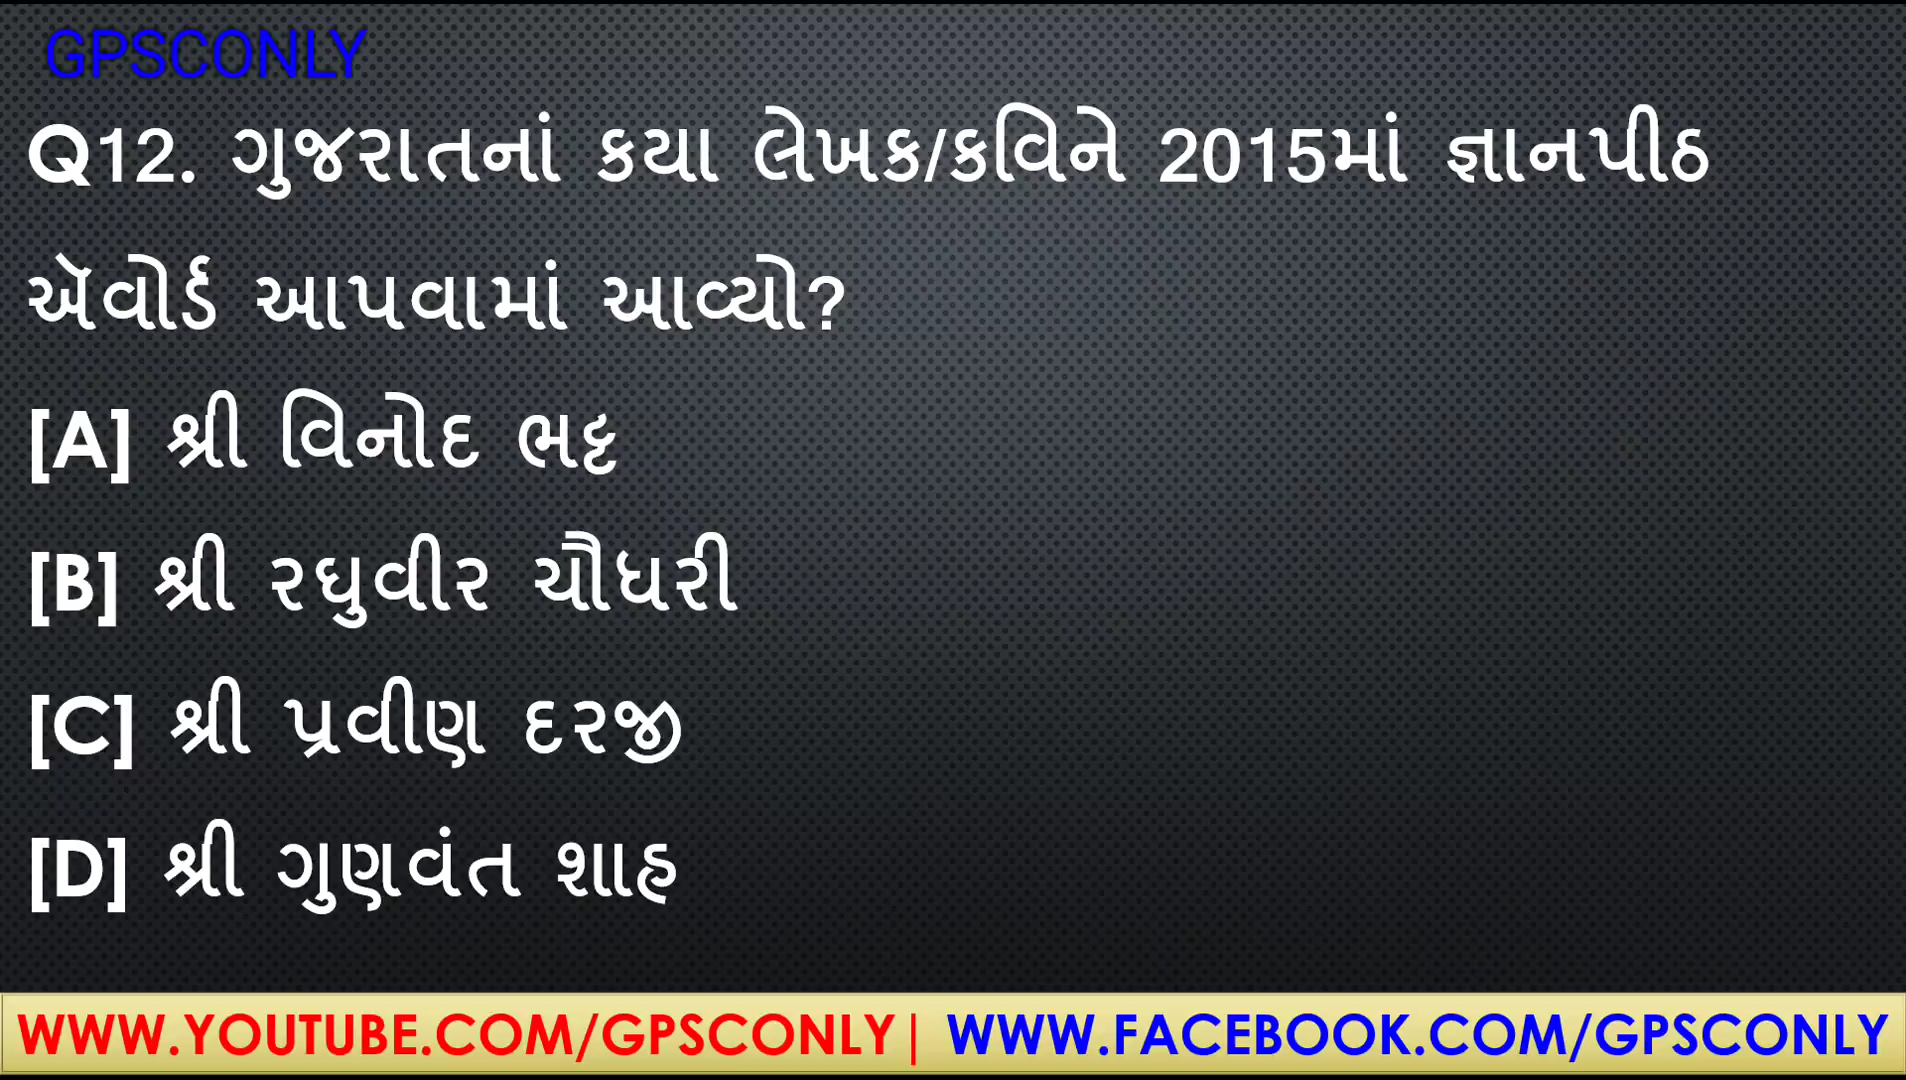 GPSCONLY
Q12. ગુજરાતનાં કયા લેખક/કવિને 2015માં જ્ઞાનપીઠ
ઍવોર્ડ આપવામાં આવ્યો?
[A] શ્રી વિનોદ ભટ્ટ
[B] શ્રી રઘુવીર ચૌધરી
[C] શ્રી પ્રવીણ દરજી
[D] શ્રી ગુણવંત શાહ
WWW.YOUTUBE.COM/GPSCONLY| WWW.FACEBOOK.COM/GPSCONLY